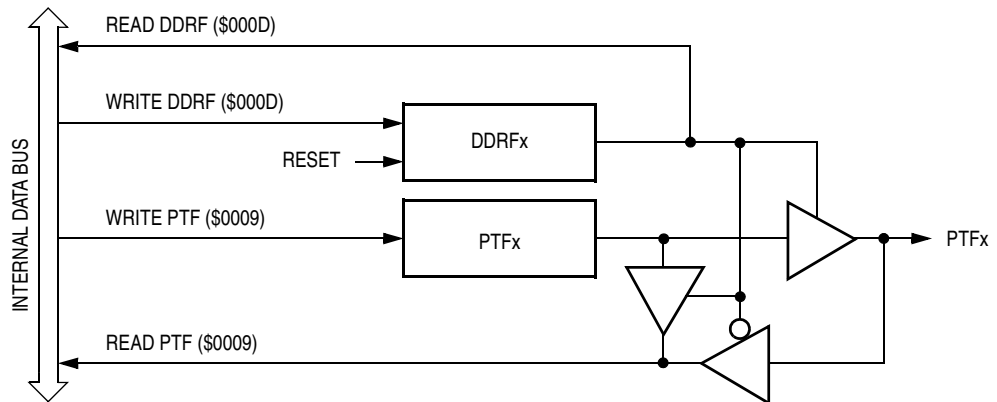 READ DDRF ($000D)
WRITE DDRF ($000D)
DDRFx
RESET
INTERNAL DATA BUS
WRITE PTF ($0009)
PTFx
PTFx
READ PTF ($0009)